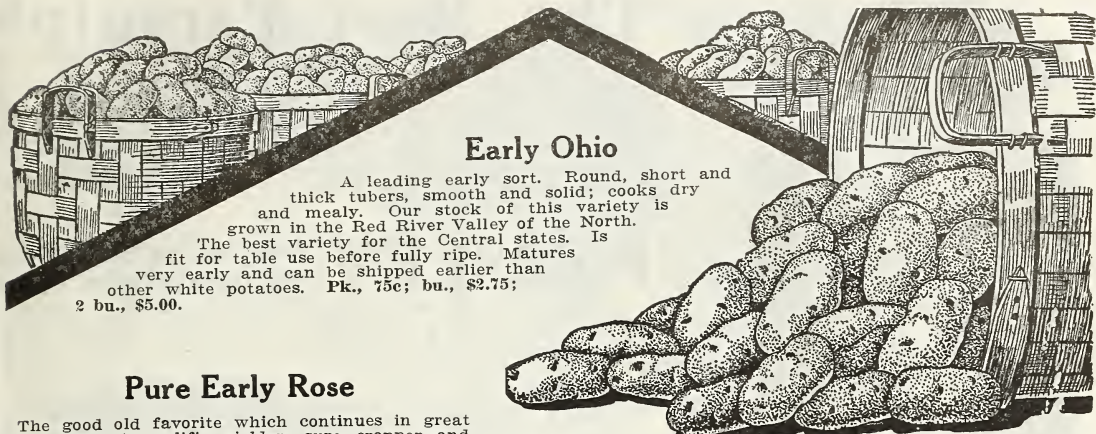 Early Ohio
A leading early sort. Round, short and
thick tubers, smooth and solid; cooks dry
and mealy. Our stock of this variety is
grown in the Red River Valley of the North.
The best variety for the Central states. Is
fit for table use before fully ripe. Matures
very early and can be shipped earlier than
other white potatoes. Pk., 75c; bu., $2.75;
2 bu., $5.00.
Pure Early Rose
The good old favorite which continues in great